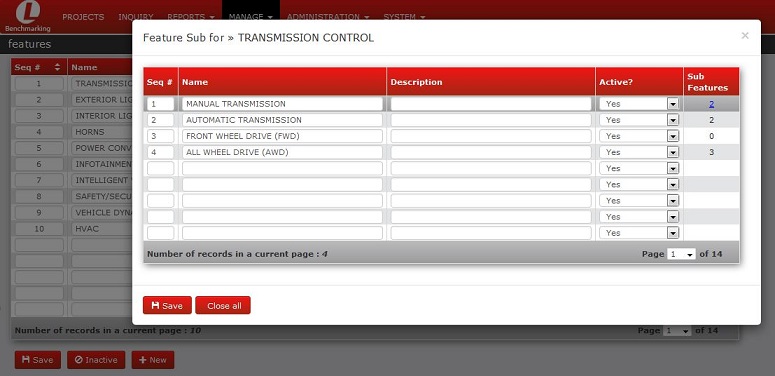 PROJECTS INQUIRY REPORTS MANAGE ADMINISTRATION SYSTEM
Benchmarking
features
Feature Sub for » TRANSMISSION CONTROL ×
Seq # Name Description Active? Sub Features
1 MANUAL TRANSMISSION Yes 2
2 AUTOMATIC TRANSMISSION Yes 2
3 FRONT WHEEL DRIVE (FWD) Yes 0
4 ALL WHEEL DRIVE (AWD) Yes 3
Yes
Yes
Yes
Yes
Yes
Number of records in a current page : 4 Page 1 of 14
Save Close all
Seq # Name
1 TRANSMISSIO
2 EXTERIOR LIG
3 INTERIOR LIG
4 HORNS
5 POWER CONV
6 INFOTAINMEN
7 INTELLIGENT
8 SAFETY/SECU
9 VEHICLE DYNA
10 HVAC
Number of records in a current page : 10 Page 1 of 14
Save Inactive New